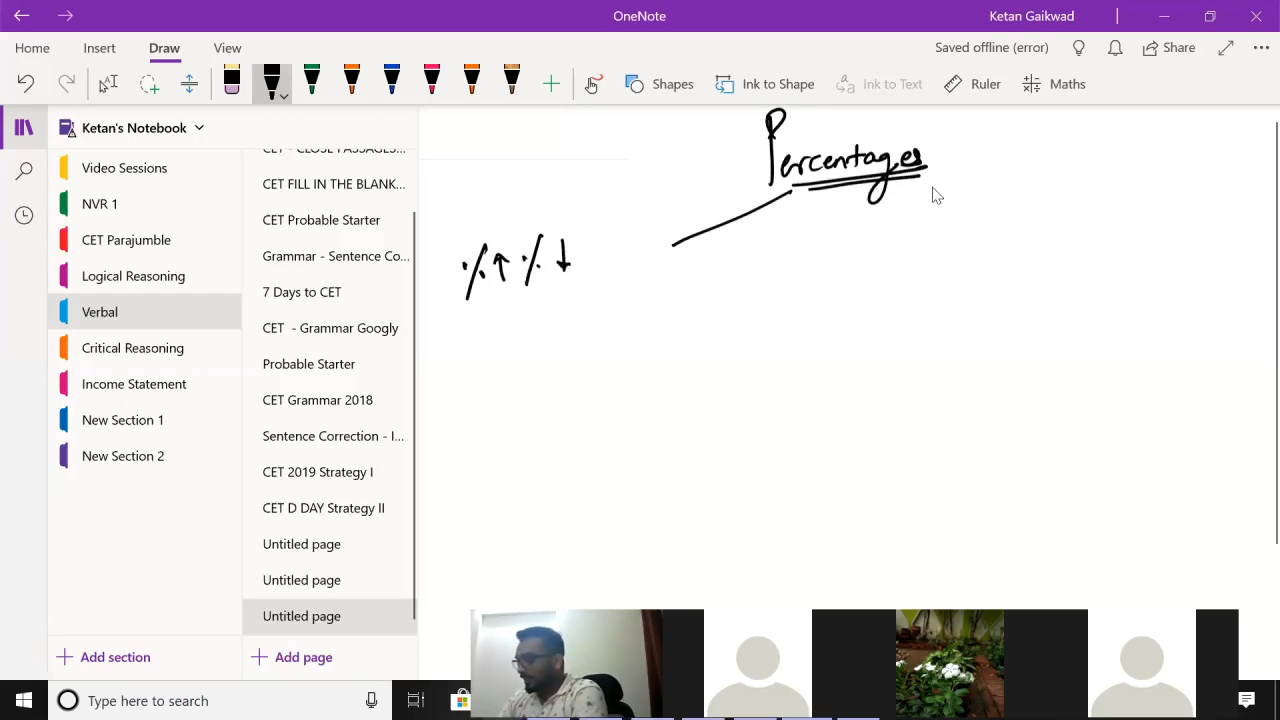 OneNote
Ketan Gaikwad
Home Insert Draw View
Saved offline (error)
Share
Shapes
Ink to Shape
Ink to Text
Ruler
Maths
Ketan's Notebook
Video Sessions
NVR 1
CET Parajumble
Logical Reasoning
Verbal
Critical Reasoning
Income Statement
New Section 1
New Section 2
Add section
CET - CLOSE PASSAGES...
CET FILL IN THE BLANK...
CET Probable Starter
Grammar - Sentence Co...
7 Days to CET
CET - Grammar Googly
Probable Starter
CET Grammar 2018
Sentence Correction - I...
CET 2019 Strategy I
CET D DAY Strategy II
Untitled page
Untitled page
Untitled page
Add page
Percentages
% ↑ % ↓
Type here to search